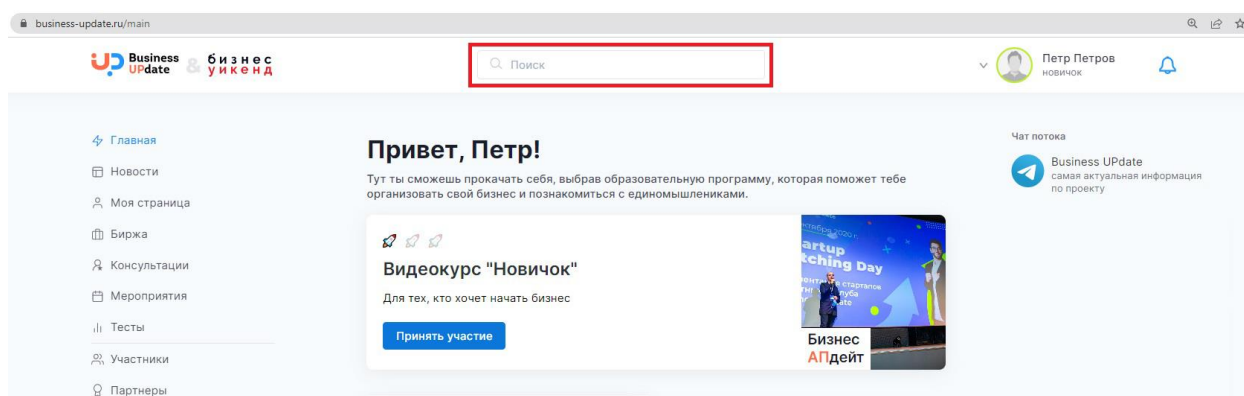 business-update.ru/main
Business
UPdate
&
бизнес
уикенд
Поиск
Петр Петров
новичок
Главная
Новости
Моя страница
Биржа
Консультации
Мероприятия
Тесты
Участники
Партнеры
Привет, Петр!
Тут ты сможешь прокачать себя, выбрав образовательную программу, которая поможет тебе
организовать свой бизнес и познакомиться с единомышлениками.
Видеокурс "Новичок"
Для тех, кто хочет начать бизнес
Принять участие
Бизнес
АПдейт
Чат потока
Business UPdate
самая актуальная информация
по проекту